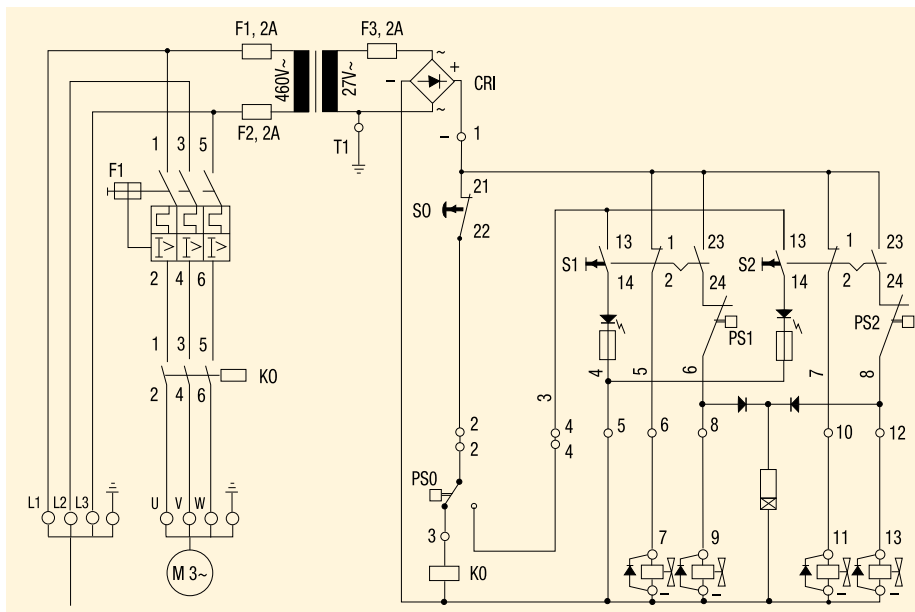 F1, 2A
F3, 2A
460V~
27V~
~
+
–
CRI
~
F2, 2A
T1
– 1
1 3 5
F1
I> I> I>
2 4 6
21
S0
22
13 1 23
S1
14 2 24
13 1 23
S2
14 2 24
PS1
PS2
1 3 5
K0
2 4 6
3
4
5
6
7
8
2
2
4
4
5
6
8
10
12
PS0
3
K0
L1 L2 L3
U V W
M 3~
7
9
11
13
–
–
–
–